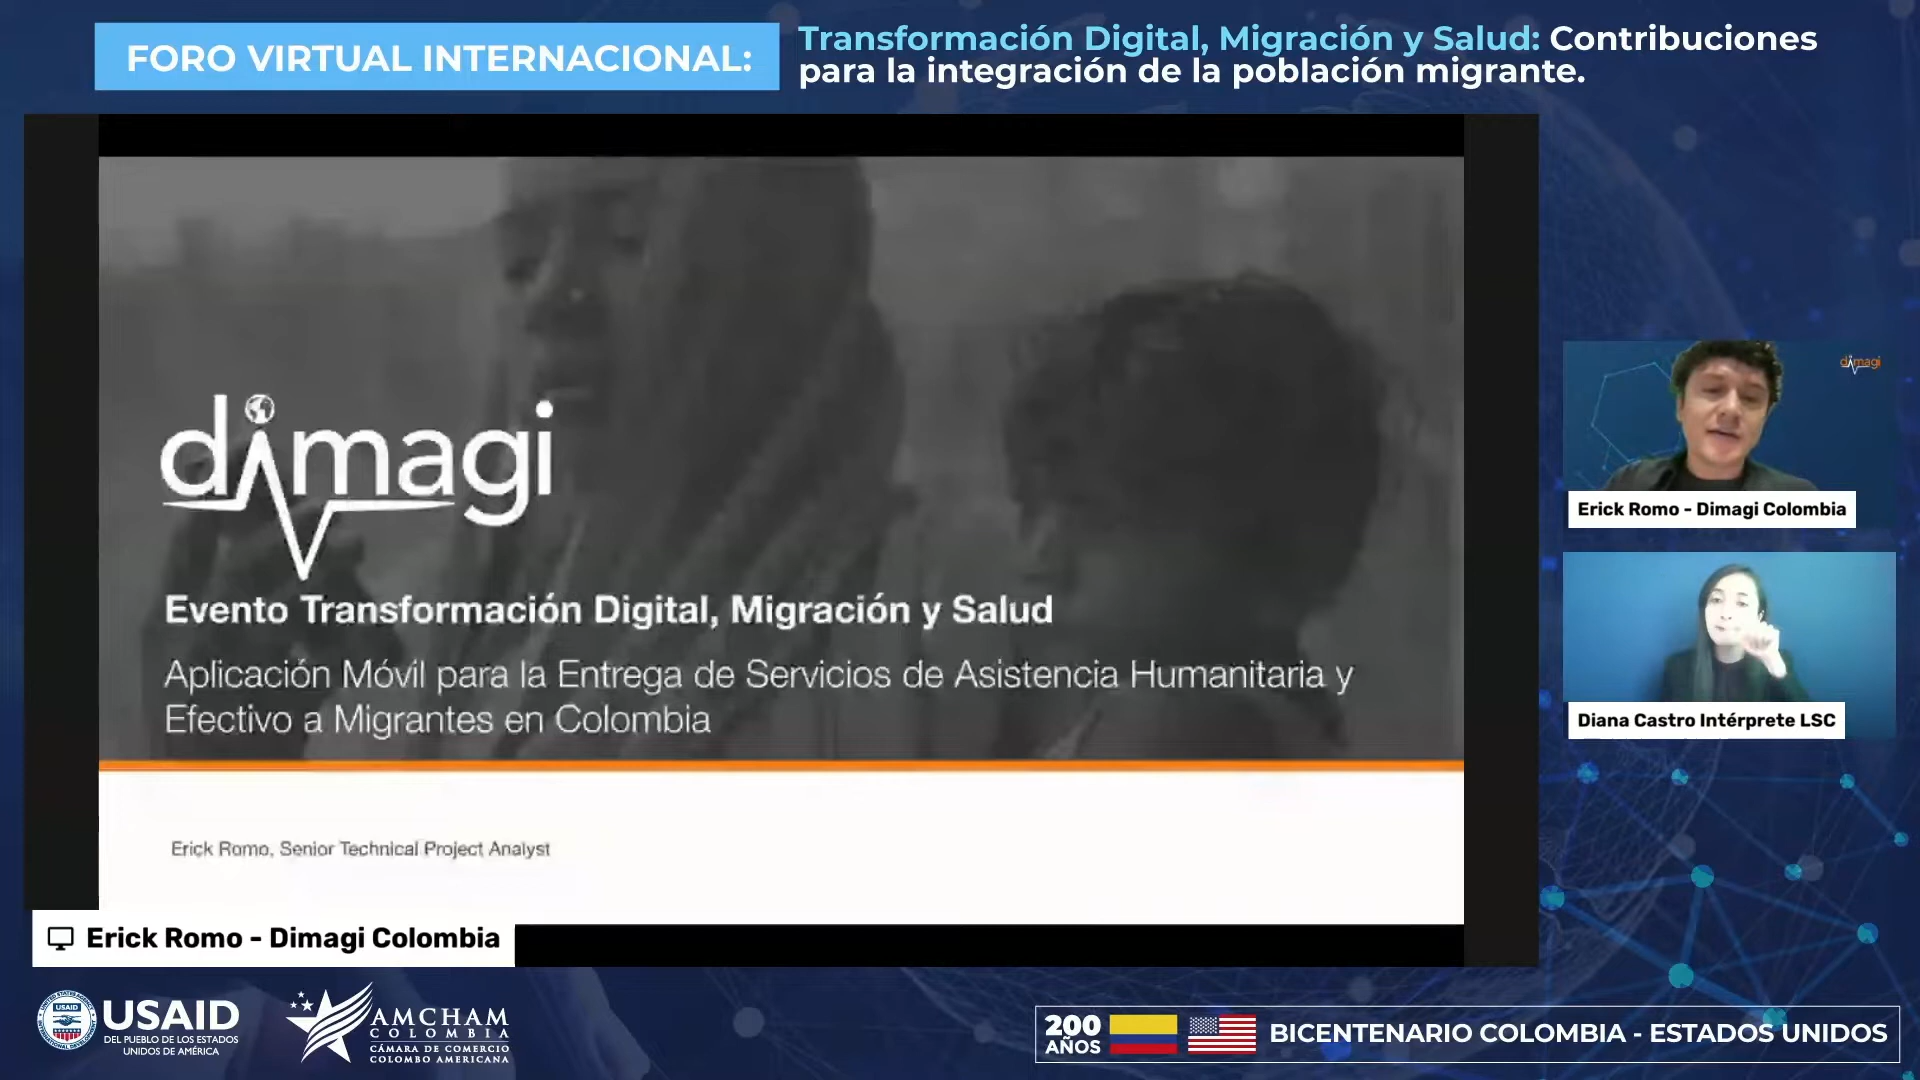 FORO VIRTUAL INTERNACIONAL:
Transformación Digital, Migración y Salud: Contribuciones
para la integración de la población migrante.
dimagi
Evento Transformación Digital, Migración y Salud
Aplicación Móvil para la Entrega de Servicios de Asistencia Humanitaria y
Efectivo a Migrantes en Colombia
Erick Romo, Senior Technical Project Analyst
Erick Romo - Dimagi Colombia
dimagi
Erick Romo - Dimagi Colombia
Diana Castro Intérprete LSC
USAID
USAID
DEL PUEBLO DE LOS ESTADOS
UNIDOS DE AMÉRICA
AMCHAM
COLOMBIA
CÁMARA DE COMERCIO
COLOMBO AMERICANA
200
AÑOS
BICENTENARIO COLOMBIA - ESTADOS UNIDOS